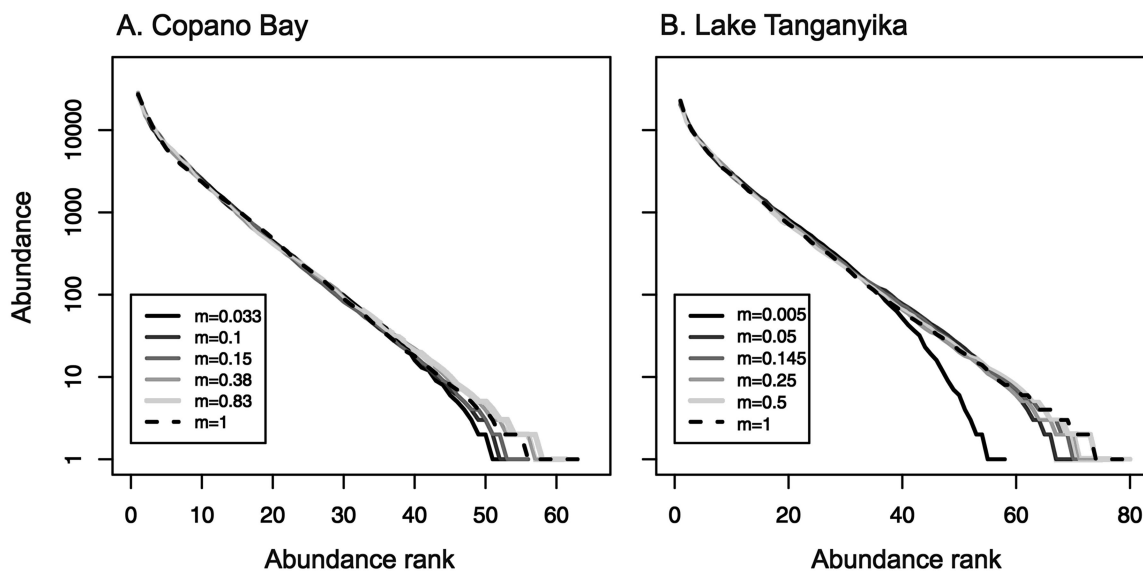 A. Copano Bay
B. Lake Tanganyika
Abundance
10000
1000
100
10
1
m=0.033
m=0.1
m=0.15
m=0.38
m=0.83
m=1
m=0.005
m=0.05
m=0.145
m=0.25
m=0.5
m=1
0 10 20 30 40 50 60
0 20 40 60 80
Abundance rank
Abundance rank